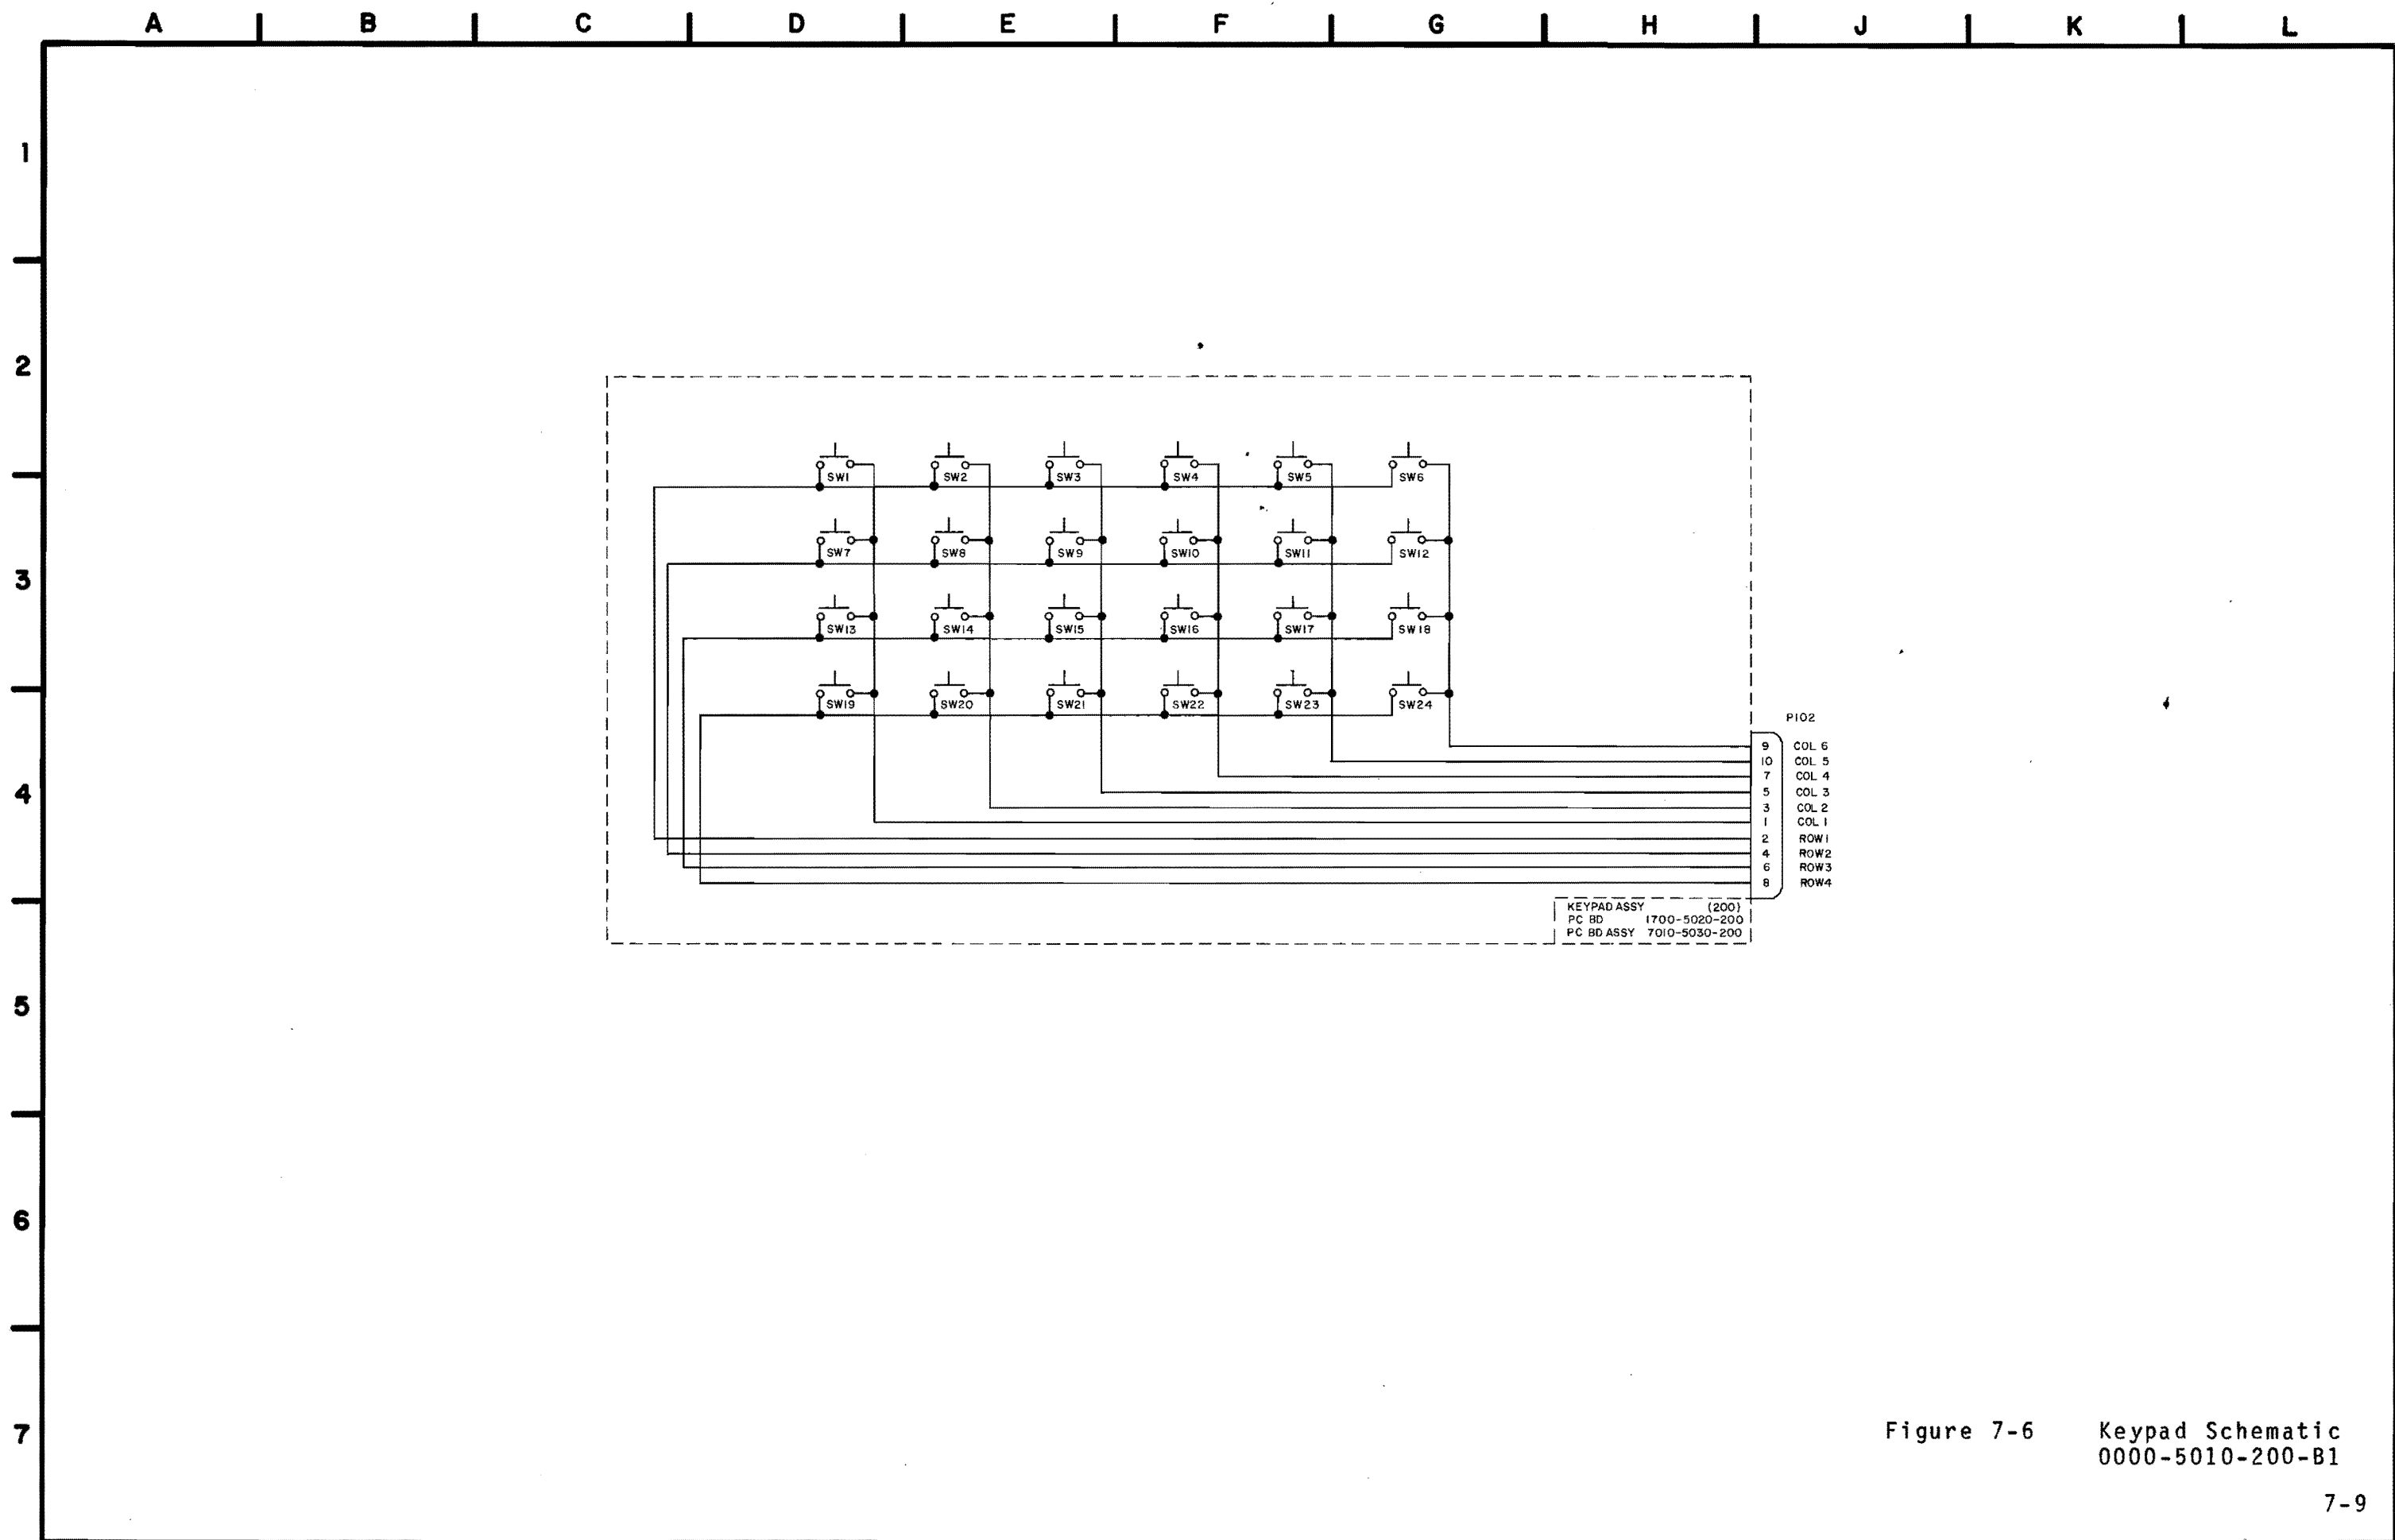 A B C D E F G H J K L
1
2
SW1 SW2 SW3 SW4 SW5 SW6
SW7 SW8 SW9 SW10 SW11 SW12
3
SW13 SW14 SW15 SW16 SW17 SW18
SW19 SW20 SW21 SW22 SW23 SW24
P102
9 COL 6
10 COL 5
7 COL 4
4
5 COL 3
3 COL 2
1 COL 1
2 ROW1
4 ROW2
6 ROW3
8 ROW4
KEYPAD ASSY (200)
PC BD 1700-5020-200
PC BD ASSY 7010-5030-200
5
6
7
Figure 7-6 Keypad Schematic
0000-5010-200-B1
7-9